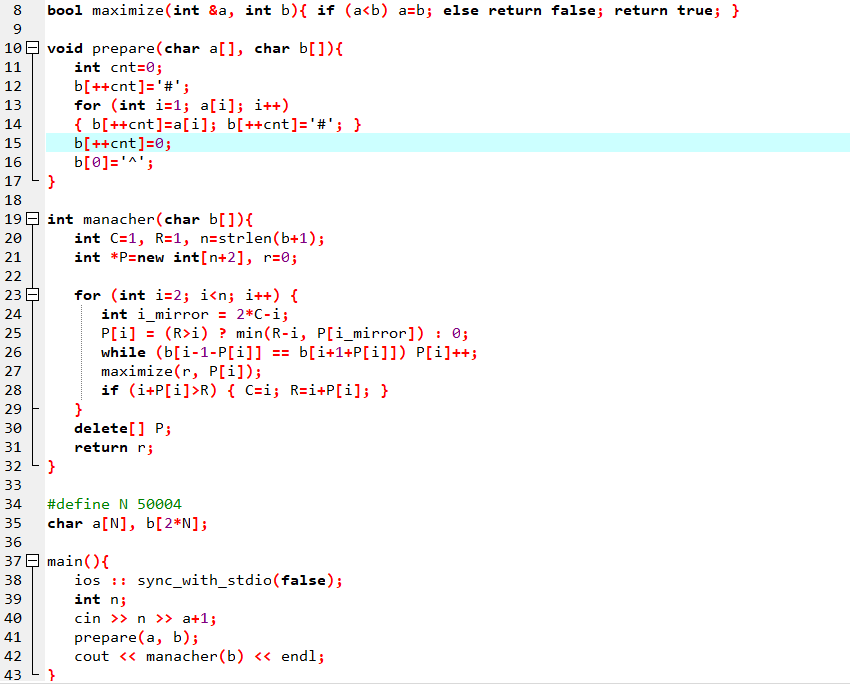 8 bool maximize(int &a, int b){ if (a<b) a=b; else return false; return true; }
9
10 void prepare(char a[], char b[]){
11 int cnt=0;
12 b[++cnt]='#';
13 for (int i=1; a[i]; i++)
14 { b[++cnt]=a[i]; b[++cnt]='#'; }
15 b[++cnt]=0;
16 b[0]='^';
17 }
18
19 int manacher(char b[]){
20 int C=1, R=1, n=strlen(b+1);
21 int *P=new int[n+2], r=0;
22
23 for (int i=2; i<n; i++) {
24 int i_mirror = 2*C-i;
25 P[i] = (R>i) ? min(R-i, P[i_mirror]) : 0;
26 while (b[i-1-P[i]] == b[i+1+P[i]]) P[i]++;
27 maximize(r, P[i]);
28 if (i+P[i]>R) { C=i; R=i+P[i]; }
29 }
30 delete[] P;
31 return r;
32 }
33
34 #define N 50004
35 char a[N], b[2*N];
36
37 main(){
38 ios :: sync_with_stdio(false);
39 int n;
40 cin >> n >> a+1;
41 prepare(a, b);
42 cout << manacher(b) << endl;
43 }